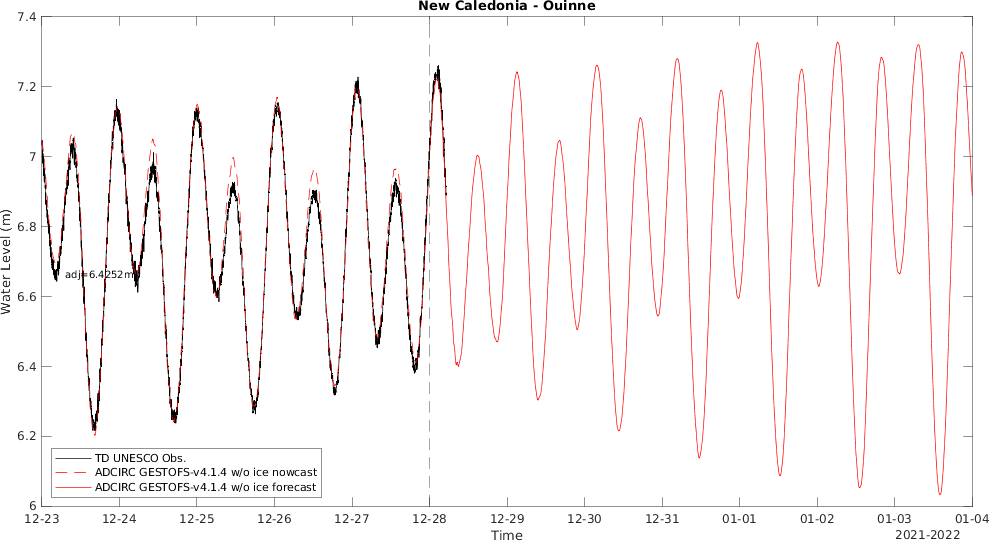 New Caledonia - Ouinne
7.4
7.2
7
6.8
6.6
6.4
6.2
6
Water Level (m)
adj=6.4252m
TD UNESCO Obs.
ADCIRC GESTOFS-v4.1.4 w/o ice nowcast
ADCIRC GESTOFS-v4.1.4 w/o ice forecast
12-23 12-24 12-25 12-26 12-27 12-28 12-29 12-30 12-31 01-01 01-02 01-03 01-04
Time
2021-2022